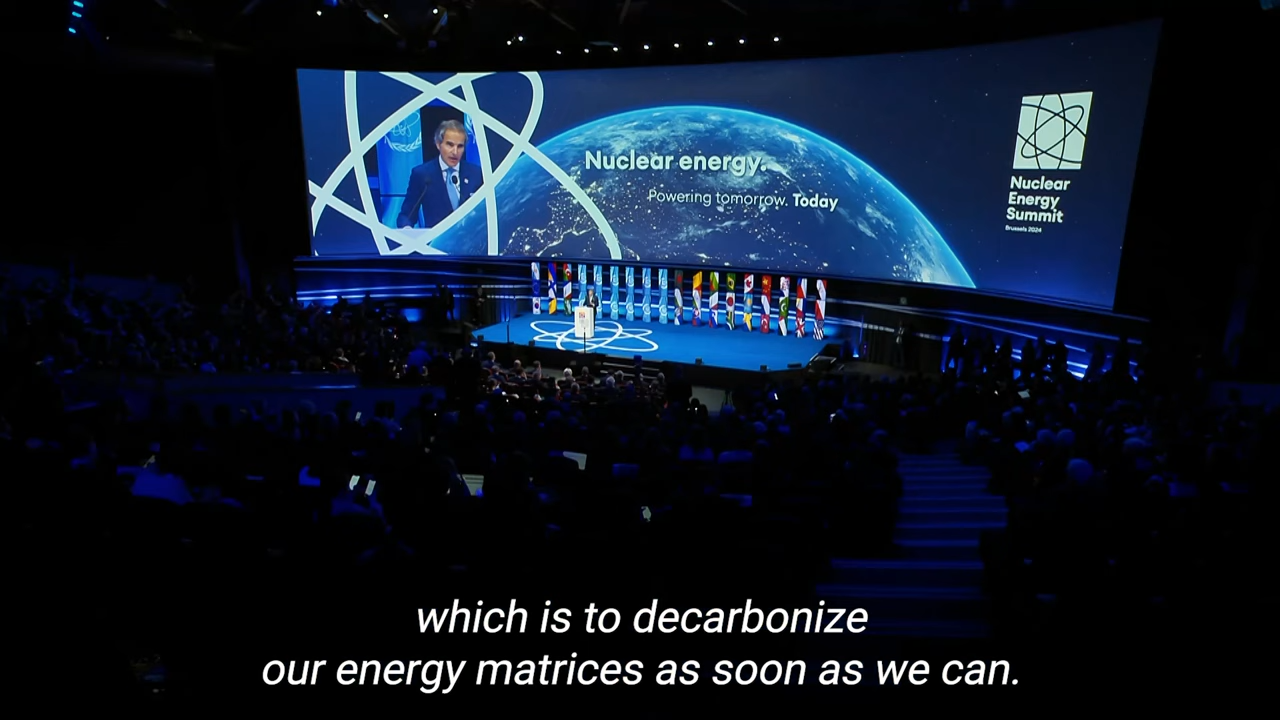 Nuclear energy.
Powering tomorrow. Today
Nuclear
Energy
Summit
Brussels 2024
which is to decarbonize
our energy matrices as soon as we can.